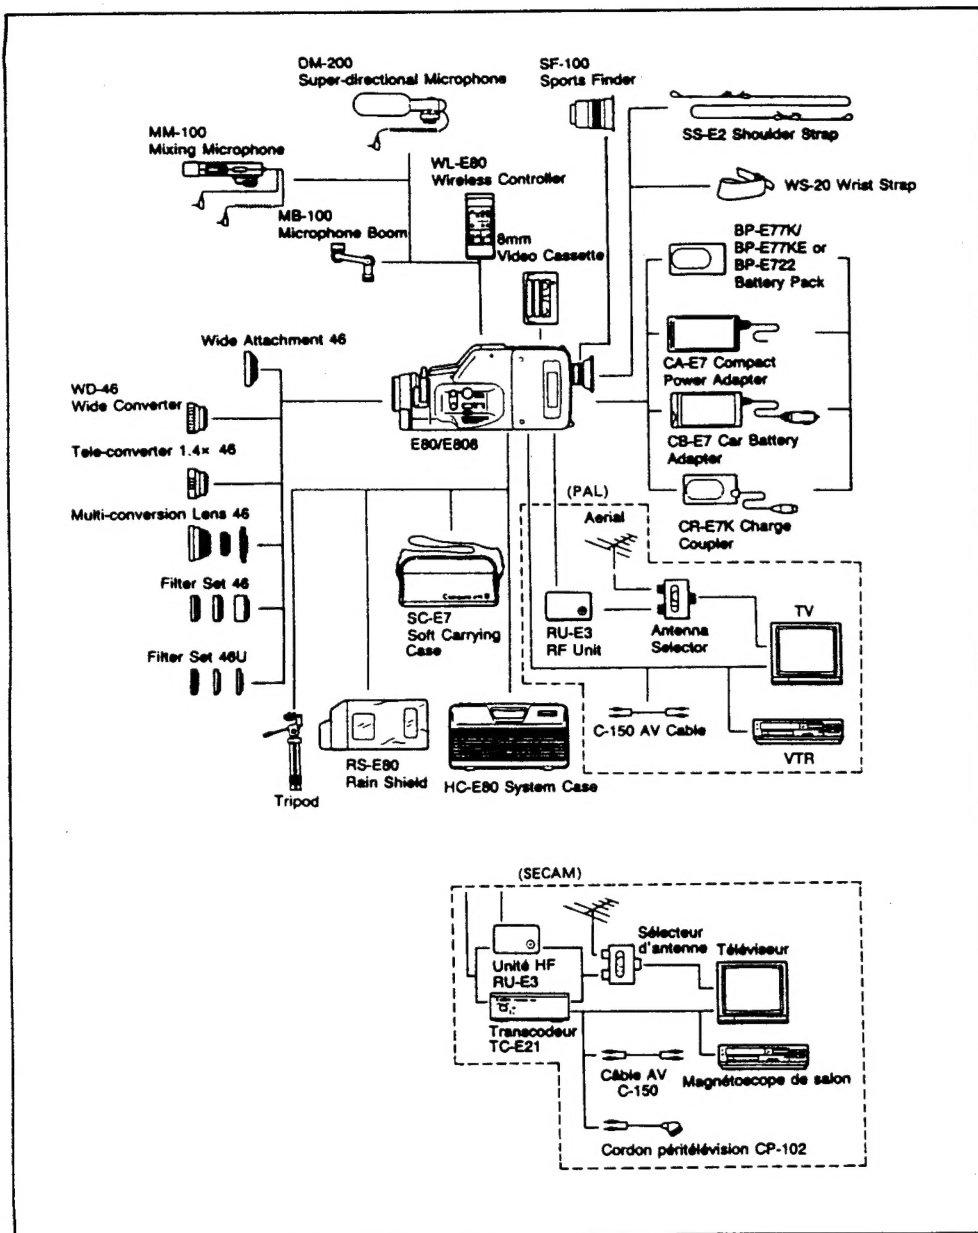 DM-200
Super-directional Microphone
SF-100
Sports Finder
SS-E2 Shoulder Strap
MM-100
Mixing Microphone
WL-E80
Wireless Controller
WS-20 Wrist Strap
MB-100
Microphone Boom
8mm
Video Cassette
BP-E77K/
BP-E77KE or
BP-E722
Battery Pack
Wide Attachment 46
CA-E7 Compact
Power Adapter
WD-46
Wide Converter
E80/E808
CB-E7 Car Battery
Adapter
Tele-converter 1.4× 46
CR-E7K Charge
Coupler
Multi-conversion Lens 46
(PAL)
Aerial
Filter Set 46
SC-E7
Soft Carrying
Case
RU-E3
RF Unit
Antenna
Selector
TV
Filter Set 46U
C-150 AV Cable
VTR
Tripod
RS-E80
Rain Shield
HC-E80 System Case
(SECAM)
Sélecteur
d'antenne
Téléviseur
Unité HF
RU-E3
Transcodeur
TC-E21
Câble AV
C-150
Magnétoscope de salon
Cordon péritélévision CP-102